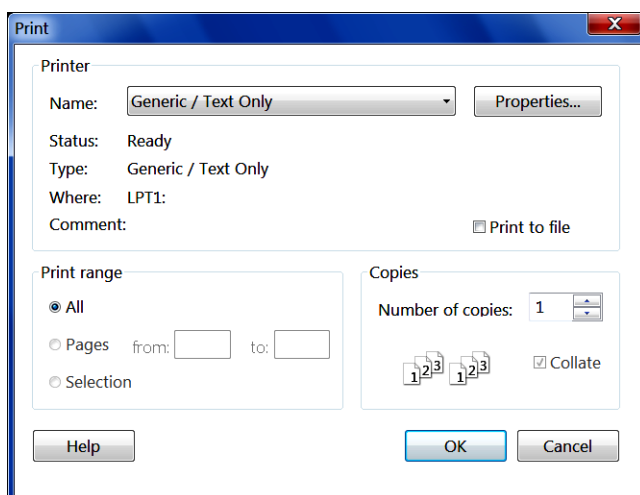 Print
Printer
Name: Generic / Text Only Properties...
Status: Ready
Type: Generic / Text Only
Where: LPT1:
Comment: Print to file
Print range
All
Pages from: to:
Selection
Copies
Number of copies: 1
1 2 3 1 2 3
Collate
Help OK Cancel